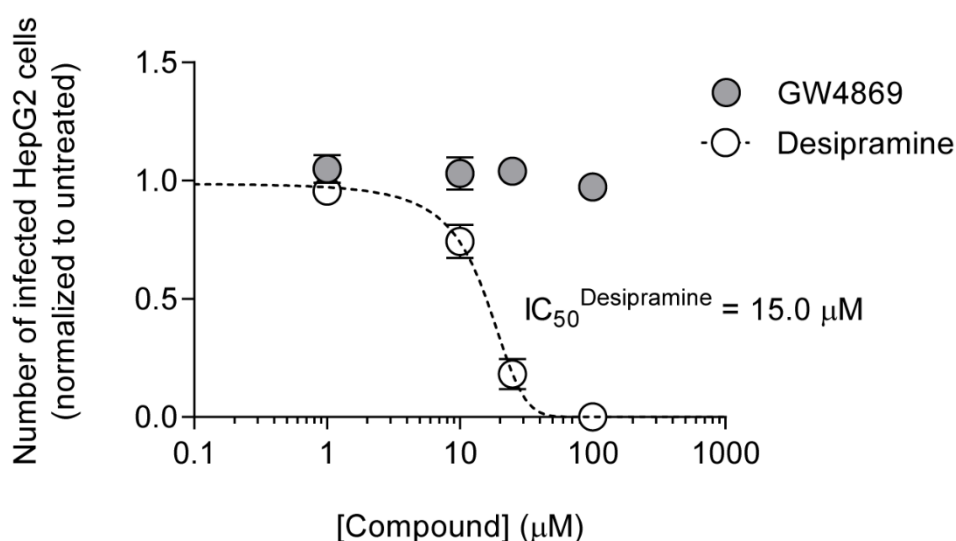 Number of infected HepG2 cells
(normalized to untreated)
1.5
1.0
0.5
0.0
GW4869
Desipramine
IC50Desipramine = 15.0 μM
0.1 1 10 100 1000
[Compound] (μM)